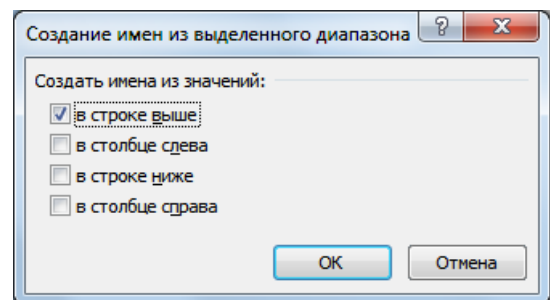 Создание имен из выделенного диапазона
Создать имена из значений:
в строке выше
в столбце слева
в строке ниже
в столбце справа
ОК
Отмена